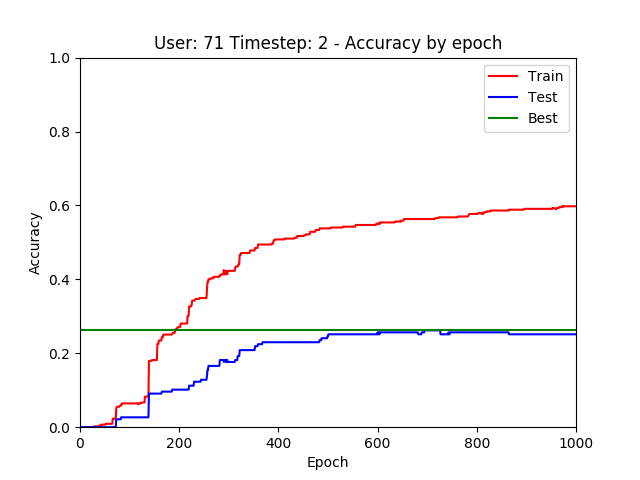 User: 71 Timestep: 2 - Accuracy by epoch
Train
Test
Best
Accuracy
1.0
0.8
0.6
0.4
0.2
0.0
0 200 400 600 800 1000
Epoch